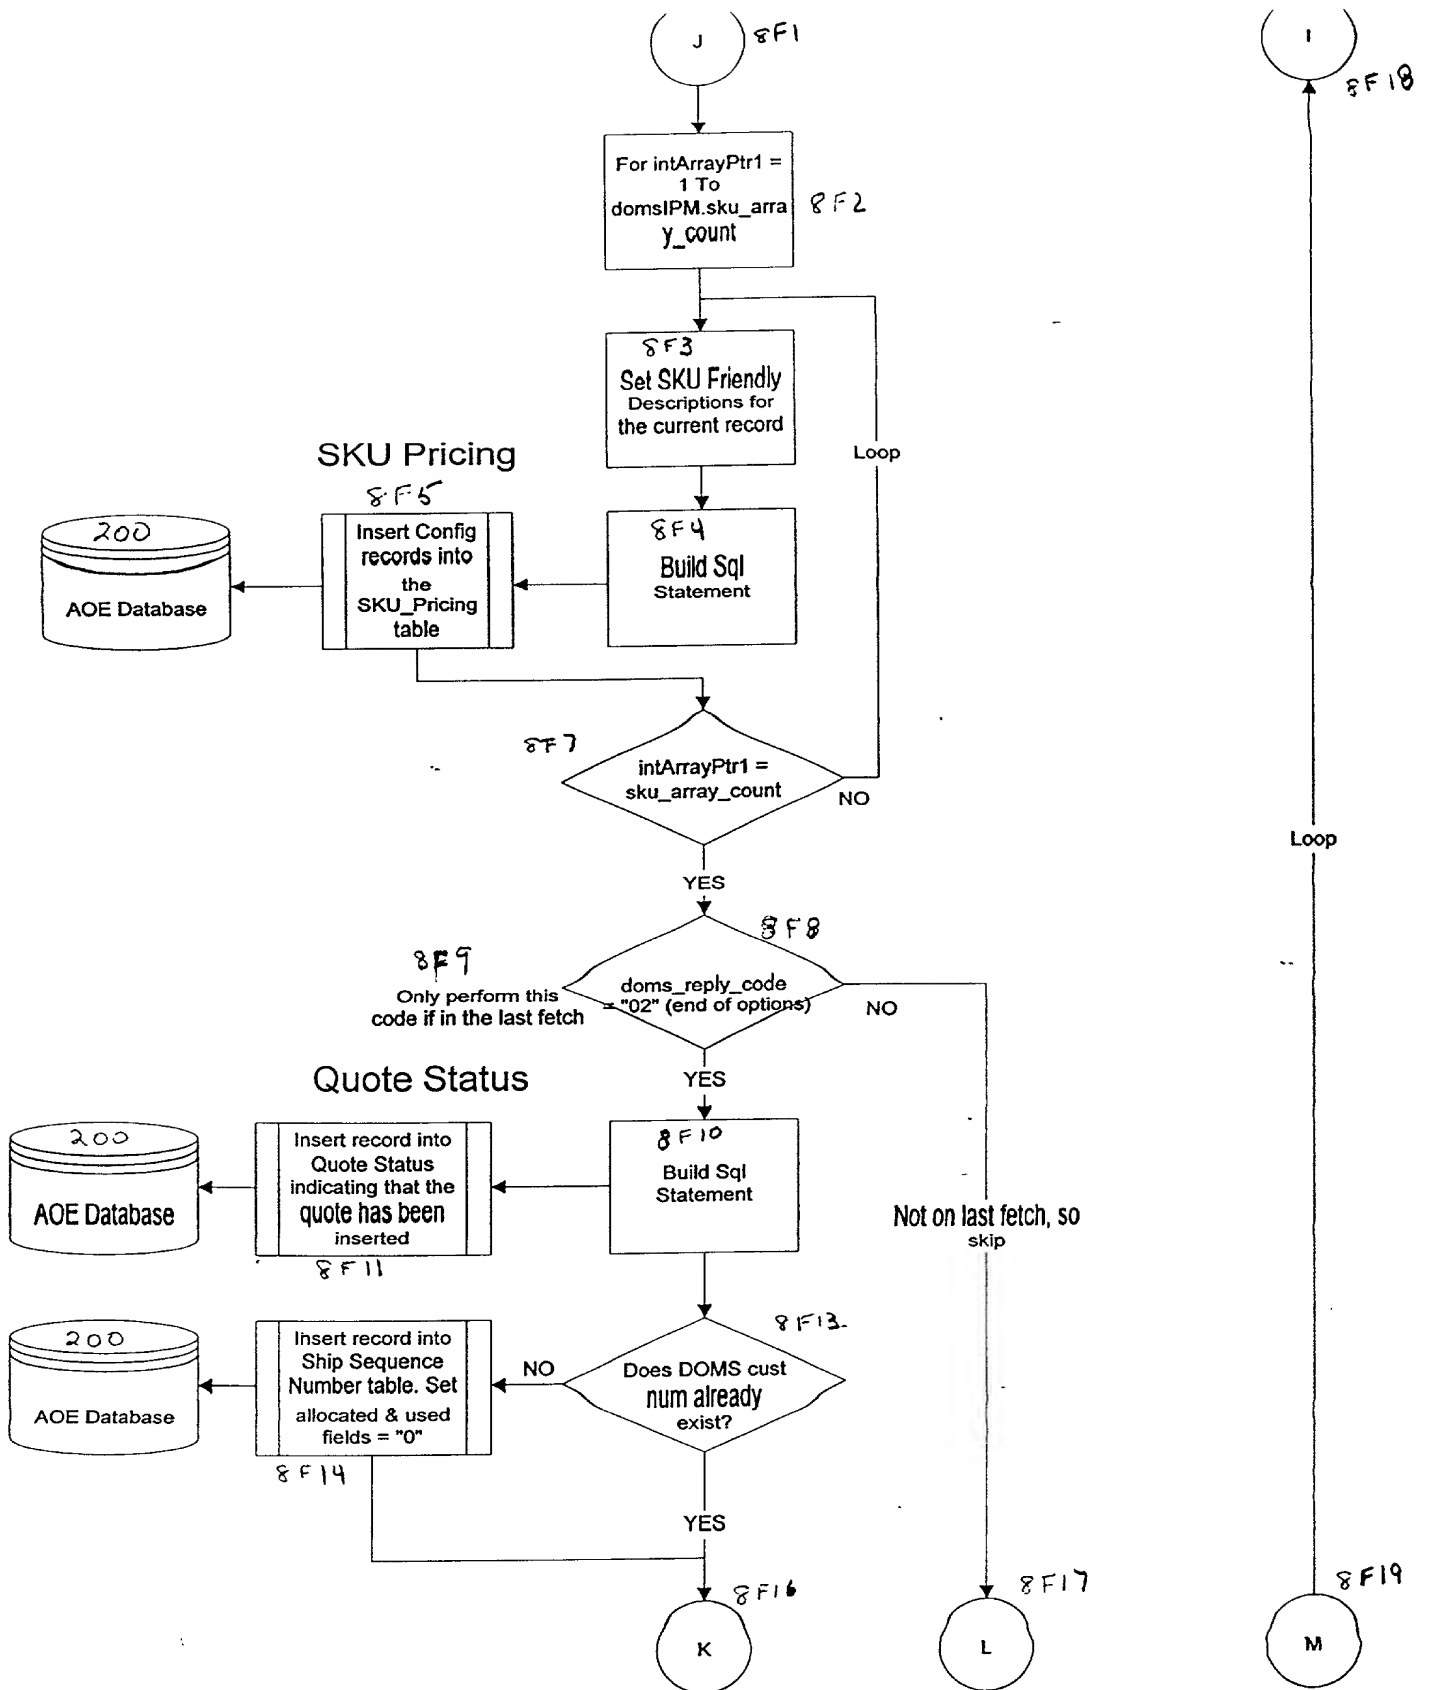 J
8F1
I
8F18
For intArrayPtr1 =
1 To
domsIPM.sku_arra
y_count
8F2
8F3
Set SKU Friendly
Descriptions for
the current record
Loop
SKU Pricing
8F5
Insert Config
records into
the
SKU_Pricing
table
200
AOE Database
8F4
Build Sql
Statement
8F7
intArrayPtr1 =
sku_array_count
NO
Loop
YES
8F8
8F9
Only perform this
code if in the last fetch
doms_reply_code
= "02" (end of options)
NO
YES
Quote Status
200
AOE Database
Insert record into
Quote Status
indicating that the
quote has been
inserted
8F11
8F10
Build Sql
Statement
Not on last fetch, so
skip
200
AOE Database
Insert record into
Ship Sequence
Number table. Set
allocated & used
fields = "0"
8F14
NO
8F13
Does DOMS cust
num already
exist?
YES
8F16
K
8F17
L
8F19
M